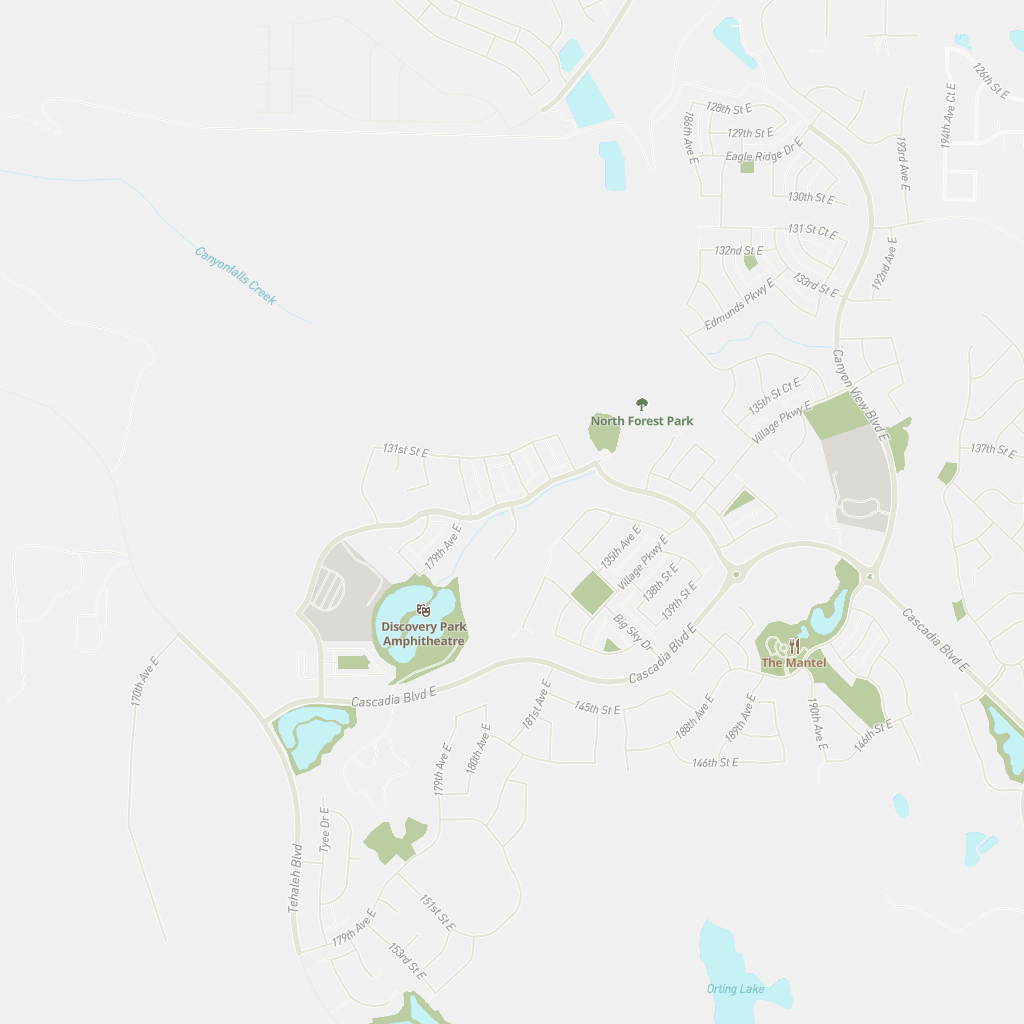 126th St E
128th St E
194th Ave Ct E
186th Ave E
129th St E
Eagle Ridge Dr E
193rd Ave E
130th St E
131 St Ct E
132nd St E
192nd Ave E
Canyonfalls Creek
133rd St E
Edmunds Pkwy E
Canyon View Blvd E
135th St Ct E
Village Pkwy E
North Forest Park
131st St E
137th St E
179th Ave E
135th Ave E
Village Pkwy E
138th St E
139th St E
Discovery Park
Amphitheatre
Big Sky Dr
Cascadia Blvd E
Cascadia Blvd E
The Mantel
170th Ave E
Cascadia Blvd E
181st Ave E
145th St E
188th Ave E
189th Ave E
190th Ave E
146th St E
180th Ave E
179th Ave E
146th St E
Tyee Dr E
Tehaleh Blvd
151st St E
179th Ave E
153rd St E
Orting Lake